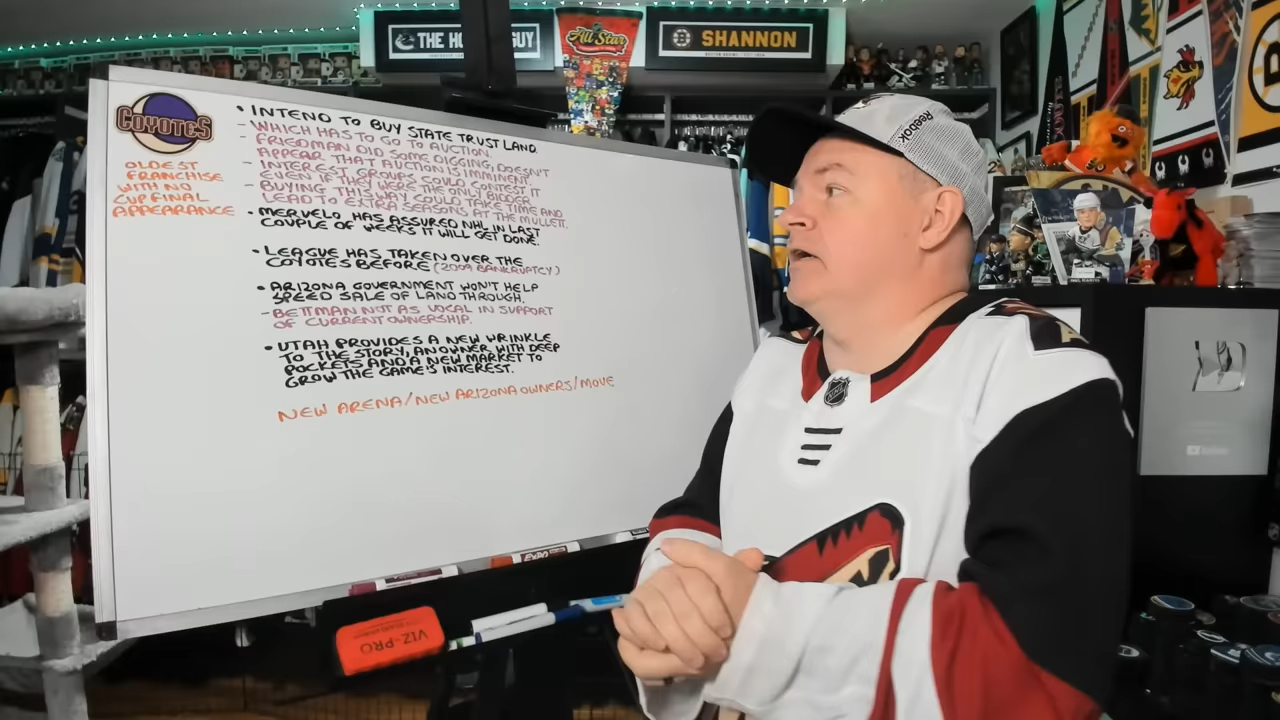 THE HO GUY
All Star
SHANNON
Reebok
COYOTES
OLDEST
FRANCHISE
WITH NO
CUP FINAL
APPEARANCE
• INTEND TO BUY STATE TRUST LAND
- WHICH HAS TO GO TO AUCTION.
- FRIEDMAN DID SOME DIGGING, DOESN'T
APPEAR THAT AUCTION IS IMMINENT
- INTEREST GROUPS COULD CONTEST IT
EVEN IF THEY WERE THE ONLY BIDDER
- BUYING THIS WAY COULD TAKE TIME AND
LEAD TO EXTRA SEASONS AT THE MULLETT.
• MERVELO HAS ASSURED NHL IN LAST
COUPLE OF WEEKS IT WILL GET DONE.
• LEAGUE HAS TAKEN OVER THE
COYOTES BEFORE (2009 BANKRUPTCY)
• ARIZONA GOVERNMENT WON'T HELP
SPEED SALE OF LAND THROUGH.
- BETTMAN NOT AS VOCAL IN SUPPORT
OF CURRENT OWNERSHIP.
• UTAH PROVIDES A NEW WRINKLE
TO THE STORY, AN OWNER WITH DEEP
POCKETS AND A NEW MARKET TO
GROW THE GAME'S INTEREST.
NEW ARENA/NEW ARIZONA OWNERS/MOVE
EXPO
VIZ-PRO
NHL
A
B